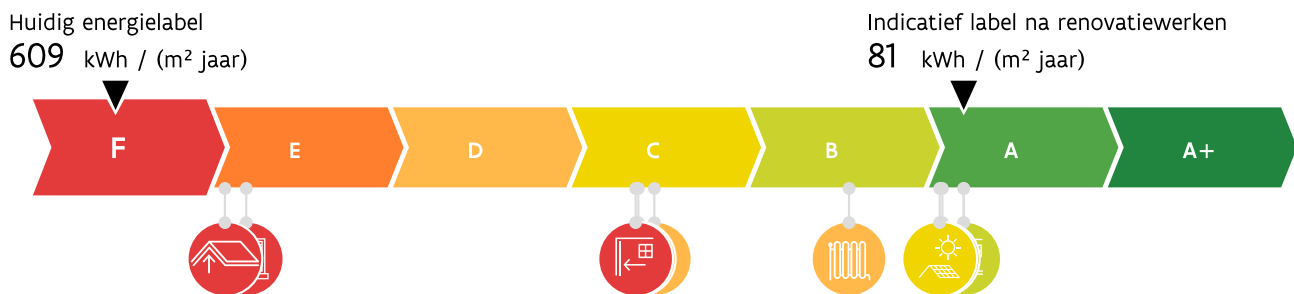 Huidig energielabel
609 kWh / (m² jaar)
Indicatief label na renovatiewerken
81 kWh / (m² jaar)
F E D C B A A+